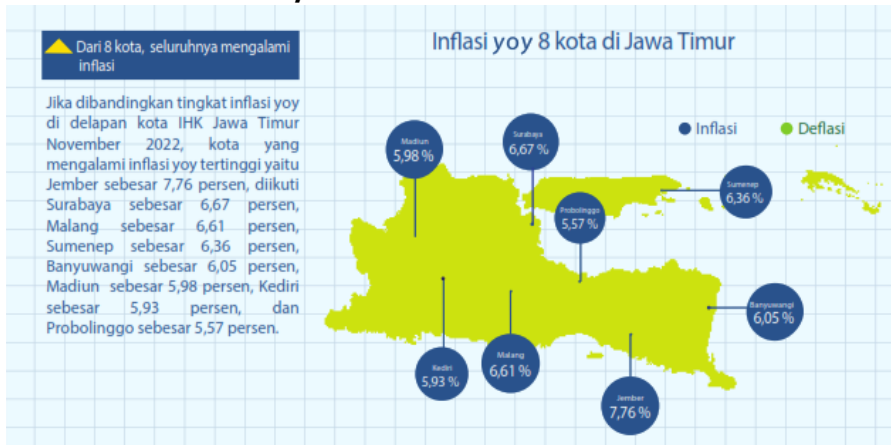 Dari 8 kota, seluruhnya mengalami
inflasi
Inflasi yoy 8 kota di Jawa Timur
Jika dibandingkan tingkat inflasi yoy
di delapan kota IHK Jawa Timur
November 2022, kota yang
mengalami inflasi yoy tertinggi yaitu
Jember sebesar 7,76 persen, diikuti
Surabaya sebesar 6,67 persen,
Malang sebesar 6,61 persen,
Sumenep sebesar 6,36 persen,
Banyuwangi sebesar 6,05 persen,
Madiun sebesar 5,98 persen, Kediri
sebesar 5,93 persen, dan
Probolinggo sebesar 5,57 persen.
Inflasi
Deflasi
Madiun
5,98 %
Surabaya
6,67 %
Sumenep
6,36 %
Probolinggo
5,57 %
Banyuwangi
6,05 %
Kediri
5,93 %
Malang
6,61 %
Jember
7,76 %